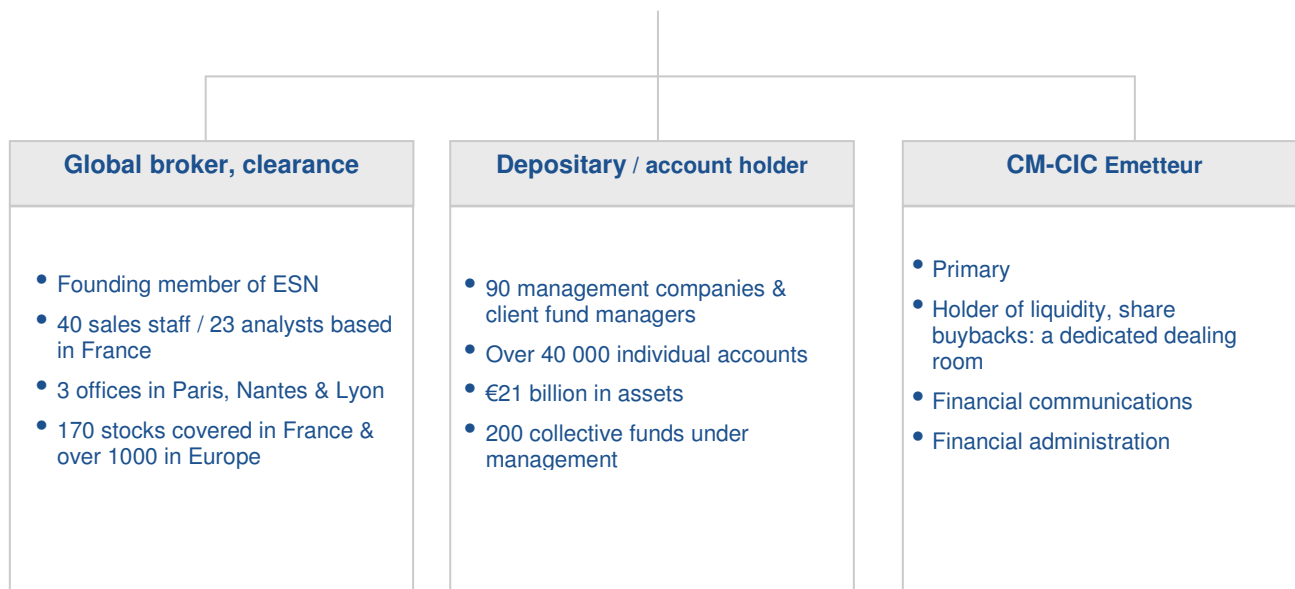 Global broker, clearance
• Founding member of ESN
• 40 sales staff / 23 analysts based
in France
• 3 offices in Paris, Nantes & Lyon
• 170 stocks covered in France &
over 1000 in Europe
Depositary / account holder
• 90 management companies &
client fund managers
• Over 40 000 individual accounts
• €21 billion in assets
• 200 collective funds under
management
CM-CIC Emetteur
• Primary
• Holder of liquidity, share
buybacks: a dedicated dealing
room
• Financial communications
• Financial administration